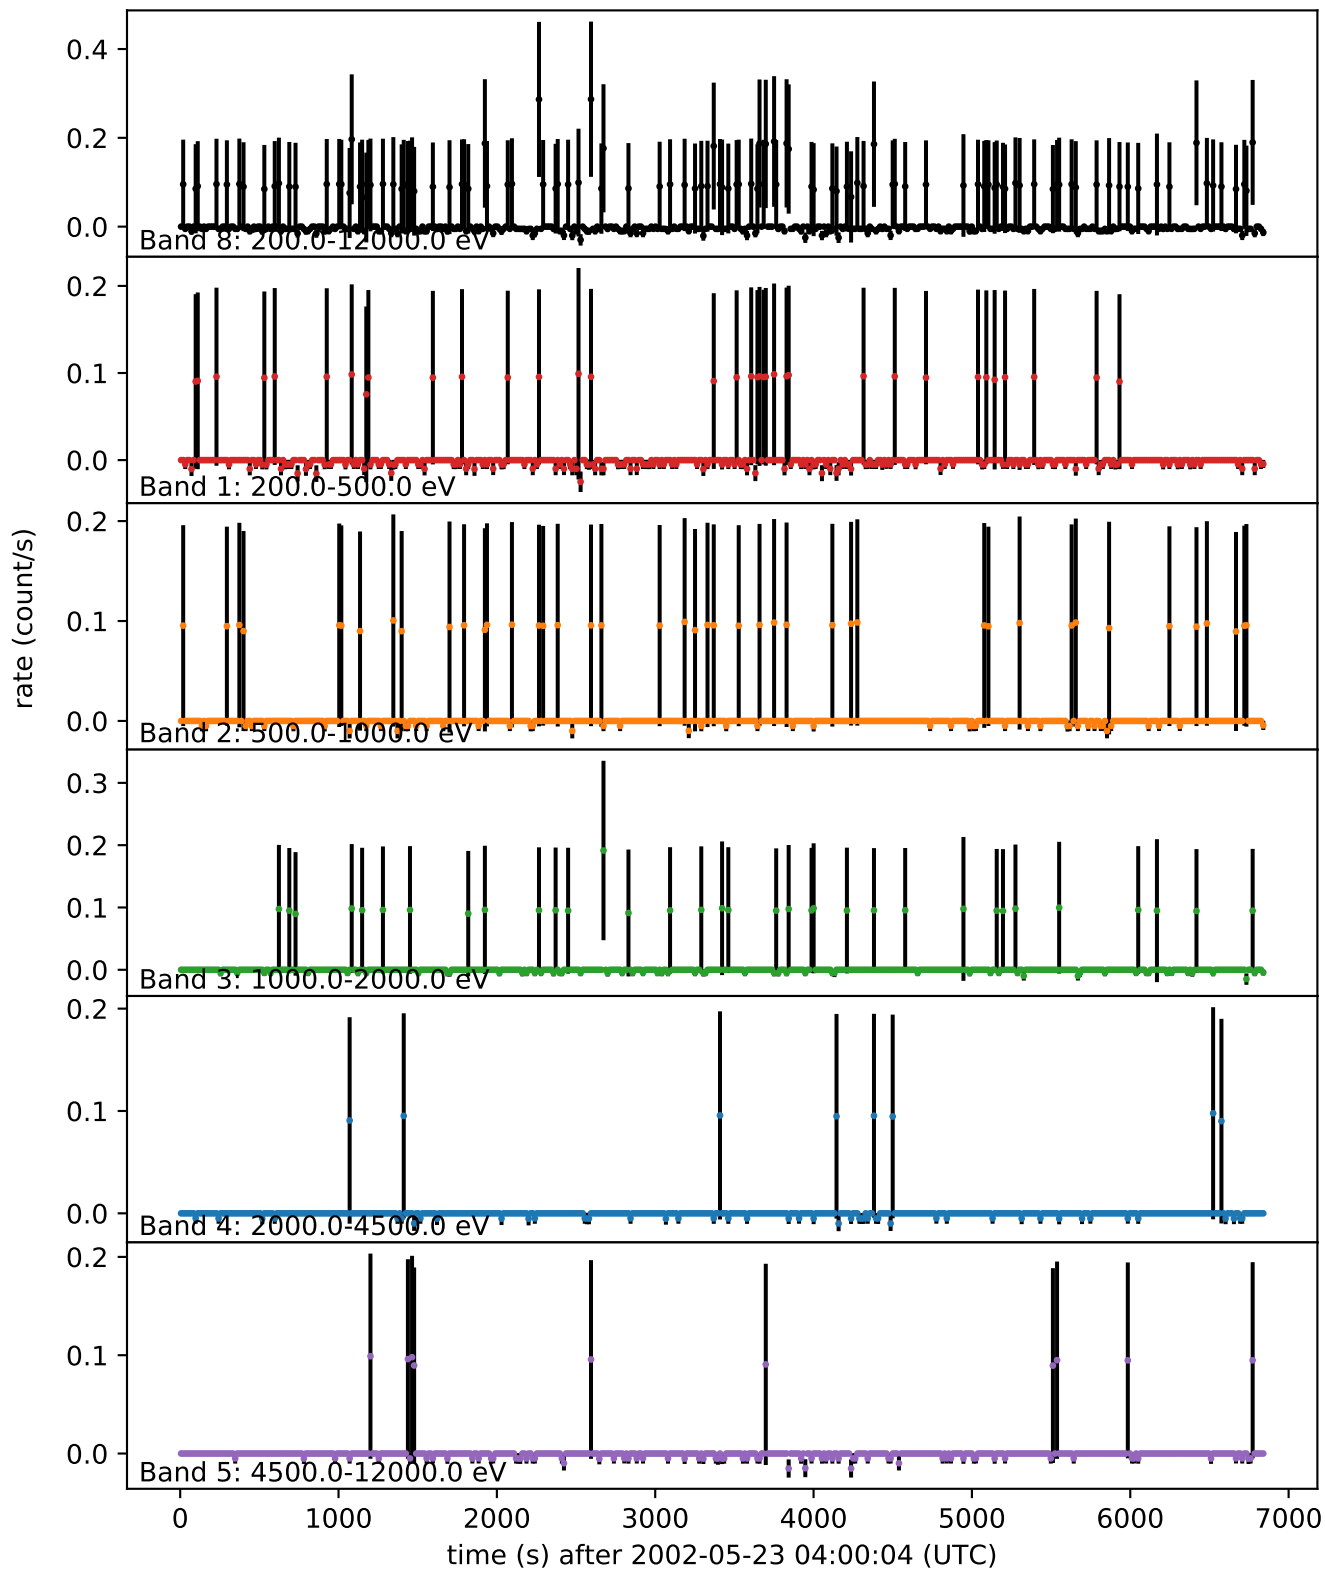 0.4
0.2
0.0
Band 8: 200.0-12000.0 eV
0.2
0.1
0.0
Band 1: 200.0-500.0 eV
0.2
0.1
0.0
Band 2: 500.0-1000.0 eV
rate (count/s)
0.3
0.2
0.1
0.0
Band 3: 1000.0-2000.0 eV
0.2
0.1
0.0
Band 4: 2000.0-4500.0 eV
0.2
0.1
0.0
Band 5: 4500.0-12000.0 eV
0 1000 2000 3000 4000 5000 6000 7000
time (s) after 2002-05-23 04:00:04 (UTC)